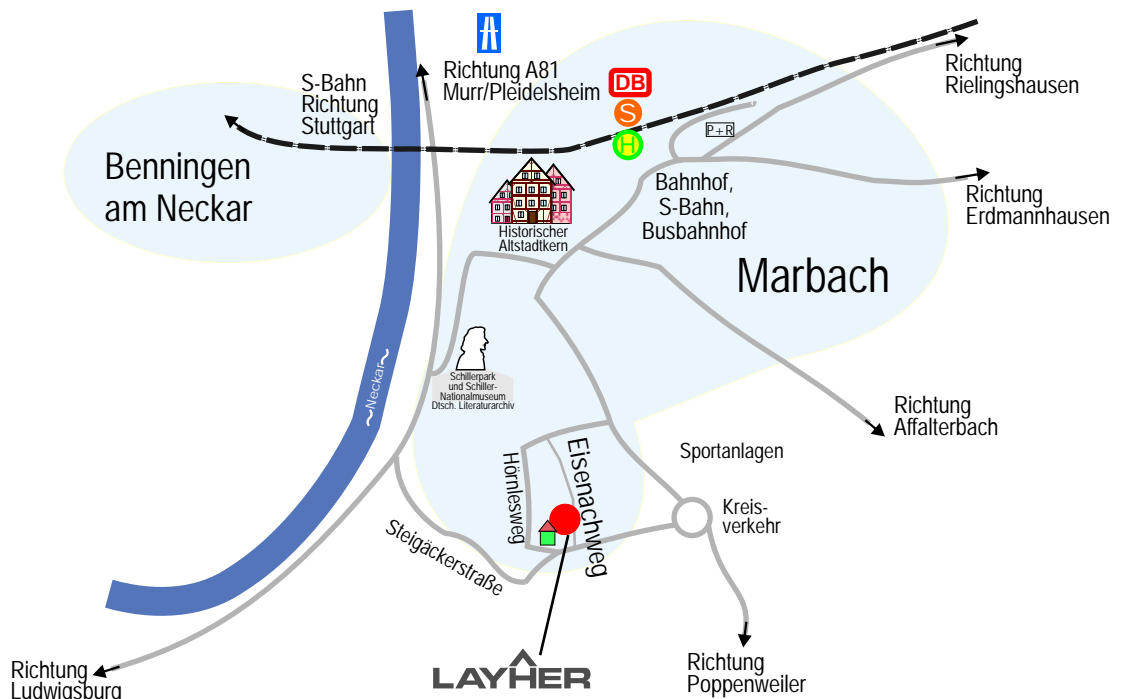 Richtung A81
Murr/Pleidelsheim
S-Bahn
Richtung
Stuttgart
DB
S
H
P+R
Richtung
Rielingshausen
Benningen
am Neckar
Bahnhof,
S-Bahn,
Busbahnhof
Richtung
Erdmannhausen
Historischer
Altstadtkern
Marbach
~Neckar~
Schillerpark
und Schiller-
Nationalmuseum
Dtsch. Literaturarchiv
Richtung
Affalterbach
Sportanlagen
Hörnlesweg
Eisenachweg
Kreis-
verkehr
Steigäckerstraße
Richtung
Ludwigsburg
LAYHER
Richtung
Poppenweiler